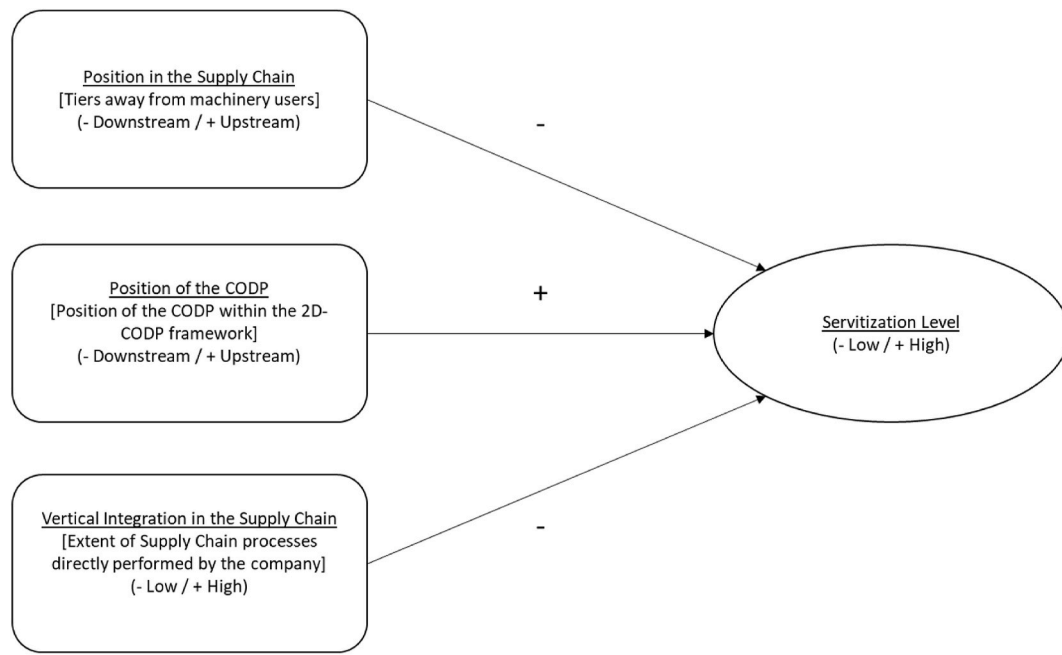 Position in the Supply Chain
[Tiers away from machinery users]
(- Downstream / + Upstream)
-
Position of the CODP
[Position of the CODP within the 2D-
CODP framework]
(- Downstream / + Upstream)
+
Servitization Level
(- Low / + High)
Vertical Integration in the Supply Chain
[Extent of Supply Chain processes
directly performed by the company]
(- Low / + High)
-